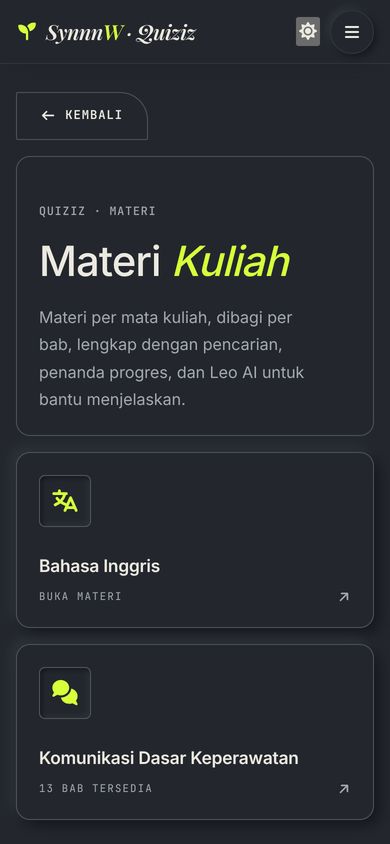 SynnnW · Quiziz
← KEMBALI
QUIZIZ · MATERI
Materi Kuliah
Materi per mata kuliah, dibagi per
bab, lengkap dengan pencarian,
penanda progres, dan Leo AI untuk
bantu menjelaskan.
Bahasa Inggris
BUKA MATERI
Komunikasi Dasar Keperawatan
13 BAB TERSEDIA